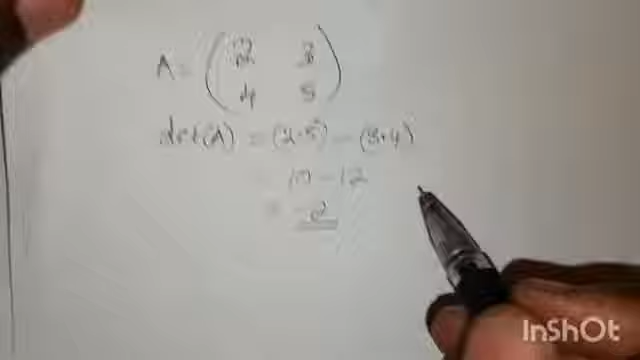 A = (2 3
4 5)
det(A) = (2·5) - (3·4)
= 10 - 12
= -2
InShOt